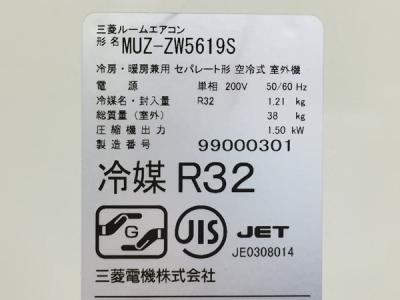 三菱ルームエアコン
形名 MUZ-ZW5619S
冷房・暖房兼用 セパレート形 空冷式 室外機
電源 単相 200V 50/60 Hz
冷媒名・封入量 R32 1.21 kg
総質量(室外) 38 kg
圧縮機出力 1.50 kW
製造番号 99000301
冷媒 R32
G JIS JET
JE0308014
三菱電機株式会社